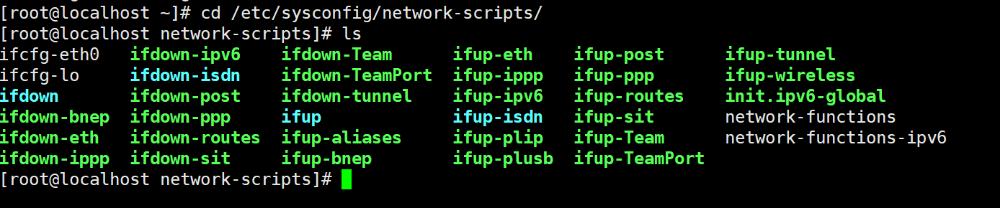 [root@localhost ~]# cd /etc/sysconfig/network-scripts/
[root@localhost network-scripts]# ls
ifcfg-eth0   ifdown-ipv6    ifdown-Team      ifup-eth    ifup-post      ifup-tunnel
ifcfg-lo     ifdown-isdn    ifdown-TeamPort  ifup-ippp   ifup-ppp       ifup-wireless
ifdown       ifdown-post    ifdown-tunnel    ifup-ipv6   ifup-routes    init.ipv6-global
ifdown-bnep  ifdown-ppp     ifup             ifup-isdn   ifup-sit       network-functions
ifdown-eth   ifdown-routes  ifup-aliases     ifup-plip   ifup-Team      network-functions-ipv6
ifdown-ippp  ifdown-sit     ifup-bnep        ifup-plusb  ifup-TeamPort
[root@localhost network-scripts]#